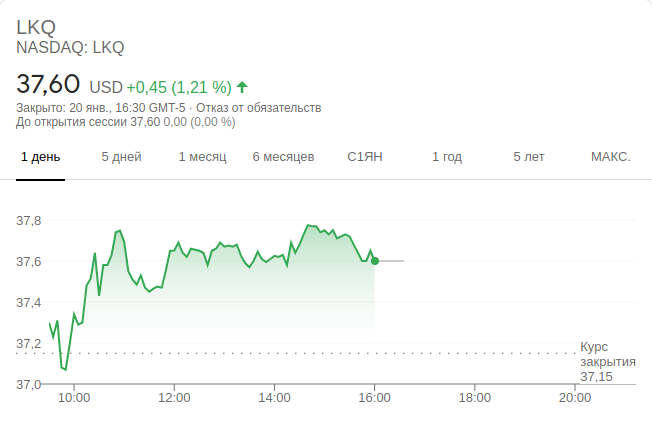 LKQ
NASDAQ: LKQ
37,60 USD +0,45 (1,21 %)
Закрыто: 20 янв., 16:30 GMT-5 · Отказ от обязательств
До открытия сессии 37,60 0,00 (0,00 %)
1 день 5 дней 1 месяц 6 месяцев С1ЯН 1 год 5 лет МАКС.
37,8
37,6
37,4
37,2
Курс
закрытия
37,15
37,0
10:00 12:00 14:00 16:00 18:00 20:00